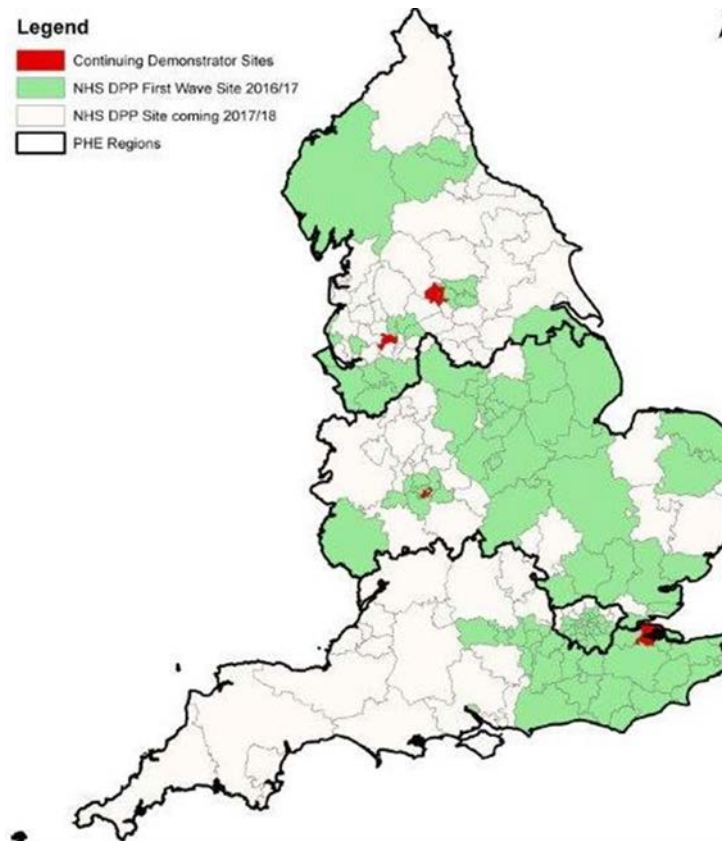 Legend
Continuing Demonstrator Sites
NHS DPP First Wave Site 2016/17
NHS DPP Site coming 2017/18
PHE Regions